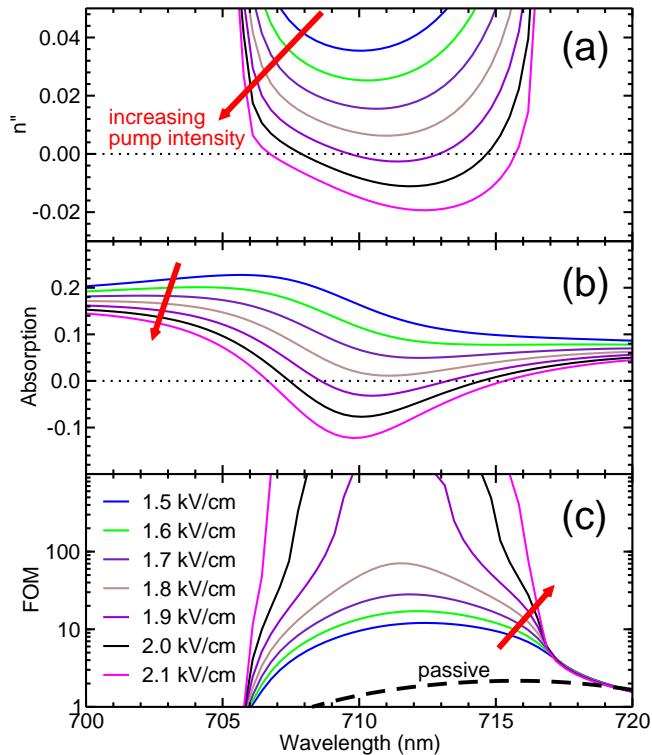 0.04
0.02
0.00
-0.02
n"
(a)
increasing
pump intensity
0.2
0.1
0.0
-0.1
Absorption
(b)
100
10
1
FOM
(c)
1.5 kV/cm
1.6 kV/cm
1.7 kV/cm
1.8 kV/cm
1.9 kV/cm
2.0 kV/cm
2.1 kV/cm
passive
700 705 710 715 720
Wavelength (nm)